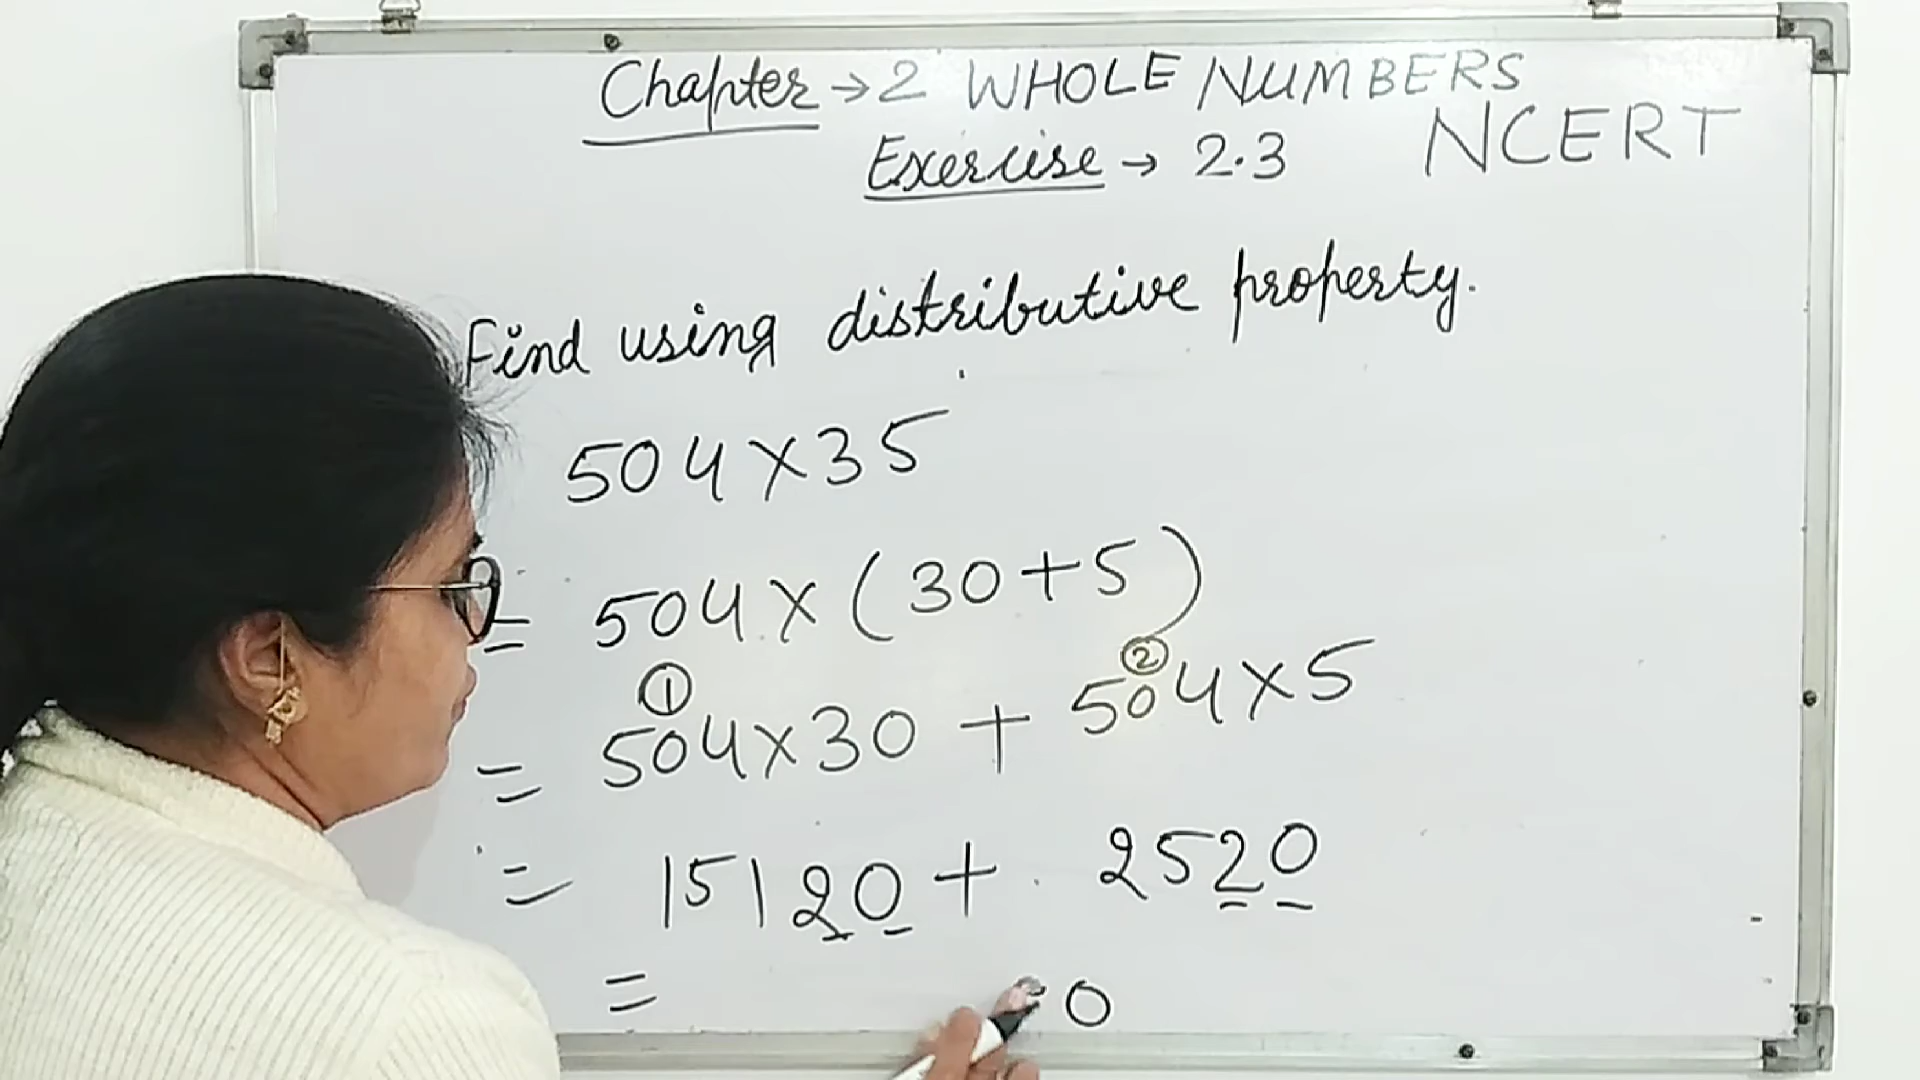 Chapter → 2 WHOLE NUMBERS
NCERT
Exercise → 2.3
Find using distributive property.
504 X 35
= 504 X (30+5)
① ②
= 504 X 30 + 504 X 5
= 15120 + 2520
= 0